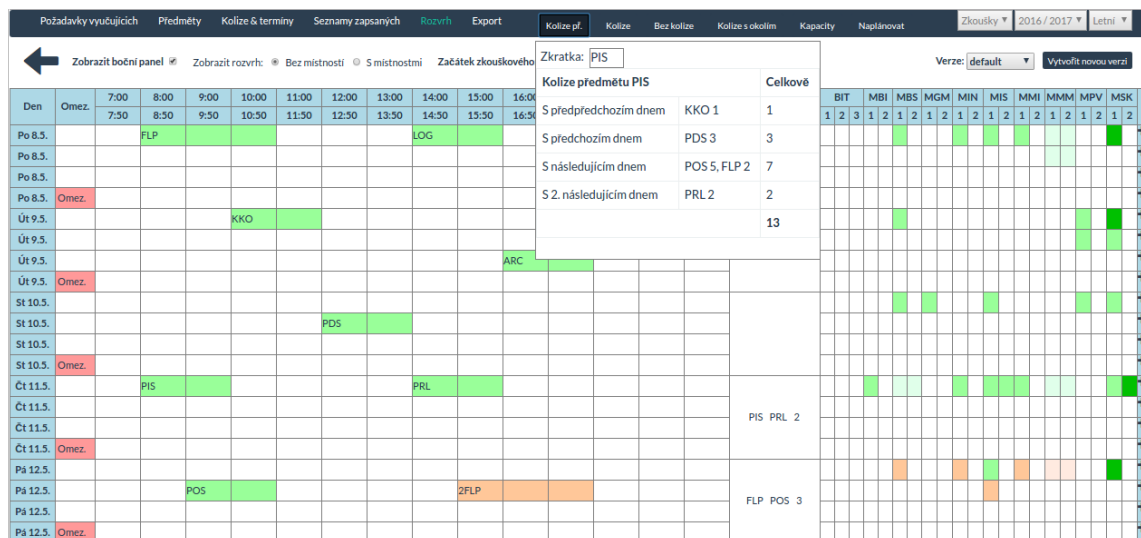 Požadavky vyučujících Předměty Kolize & termíny Seznamy zapsaných Rozvrh Export Kolize př. Kolize Bez kolize Kolize s okolím Kapacity Naplánovat Zkoušky 2016 / 2017 Letní
Zobrazit boční panel Zobrazit rozvrh: Bez místností S místnostmi Začátek zkouškového Verze: default Vytvořit novou verzi
Zkratka: PIS
Kolize předmětu PIS Celkově
S předpředchozím dnem KKO 1 1
S předchozím dnem PDS 3 3
S následujícím dnem POS 5, FLP 2 7
S 2. následujícím dnem PRL 2 2
13
Den Omez. 7:00 8:00 9:00 10:00 11:00 12:00 13:00 14:00 15:00 16:00 BIT MBI MBS MGM MIN MIS MMI MMM MPV MSK
7:50 8:50 9:50 10:50 11:50 12:50 13:50 14:50 15:50 16:50 1 2 3 1 2 1 2 1 2 1 2 1 2 1 2 1 2 1 2 1 2
Po 8.5. FLP LOG
Po 8.5.
Po 8.5.
Po 8.5. Omez.
Út 9.5. KKO
Út 9.5.
Út 9.5. ARC
Út 9.5. Omez.
St 10.5.
St 10.5. PDS
St 10.5.
St 10.5. Omez.
Čt 11.5. PIS PRL
Čt 11.5.
Čt 11.5.
PIS PRL 2
Čt 11.5. Omez.
Pá 12.5.
Pá 12.5. POS 2FLP
FLP POS 3
Pá 12.5.
Pá 12.5. Omez.